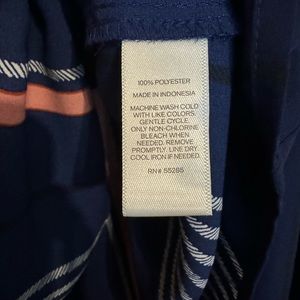 100% POLYESTER
MADE IN INDONESIA
MACHINE WASH COLD
WITH LIKE COLORS.
GENTLE CYCLE.
ONLY NON-CHLORINE
BLEACH WHEN
NEEDED. REMOVE
PROMPTLY. LINE DRY.
COOL IRON IF NEEDED.
RN# 55285